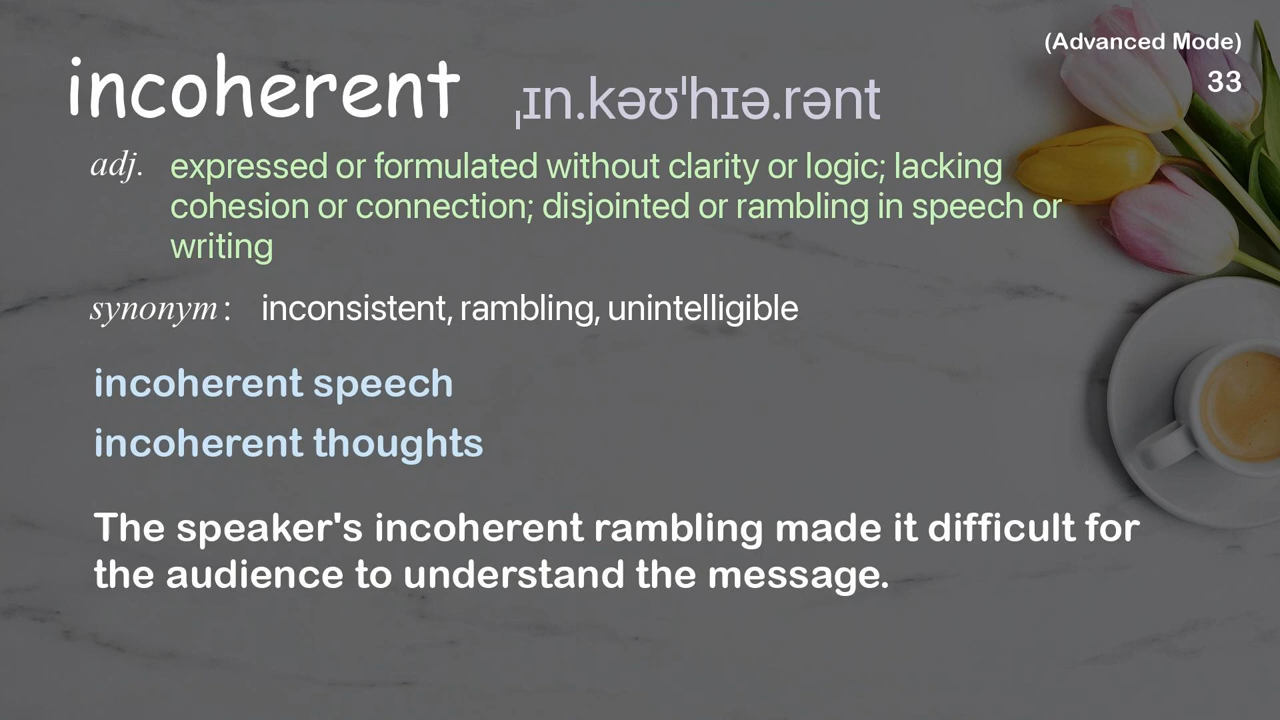 (Advanced Mode)
33
incoherent ˌɪn.kəʊˈhɪə.rənt
adj. expressed or formulated without clarity or logic; lacking
cohesion or connection; disjointed or rambling in speech or
writing
synonym: inconsistent, rambling, unintelligible
incoherent speech
incoherent thoughts
The speaker's incoherent rambling made it difficult for
the audience to understand the message.